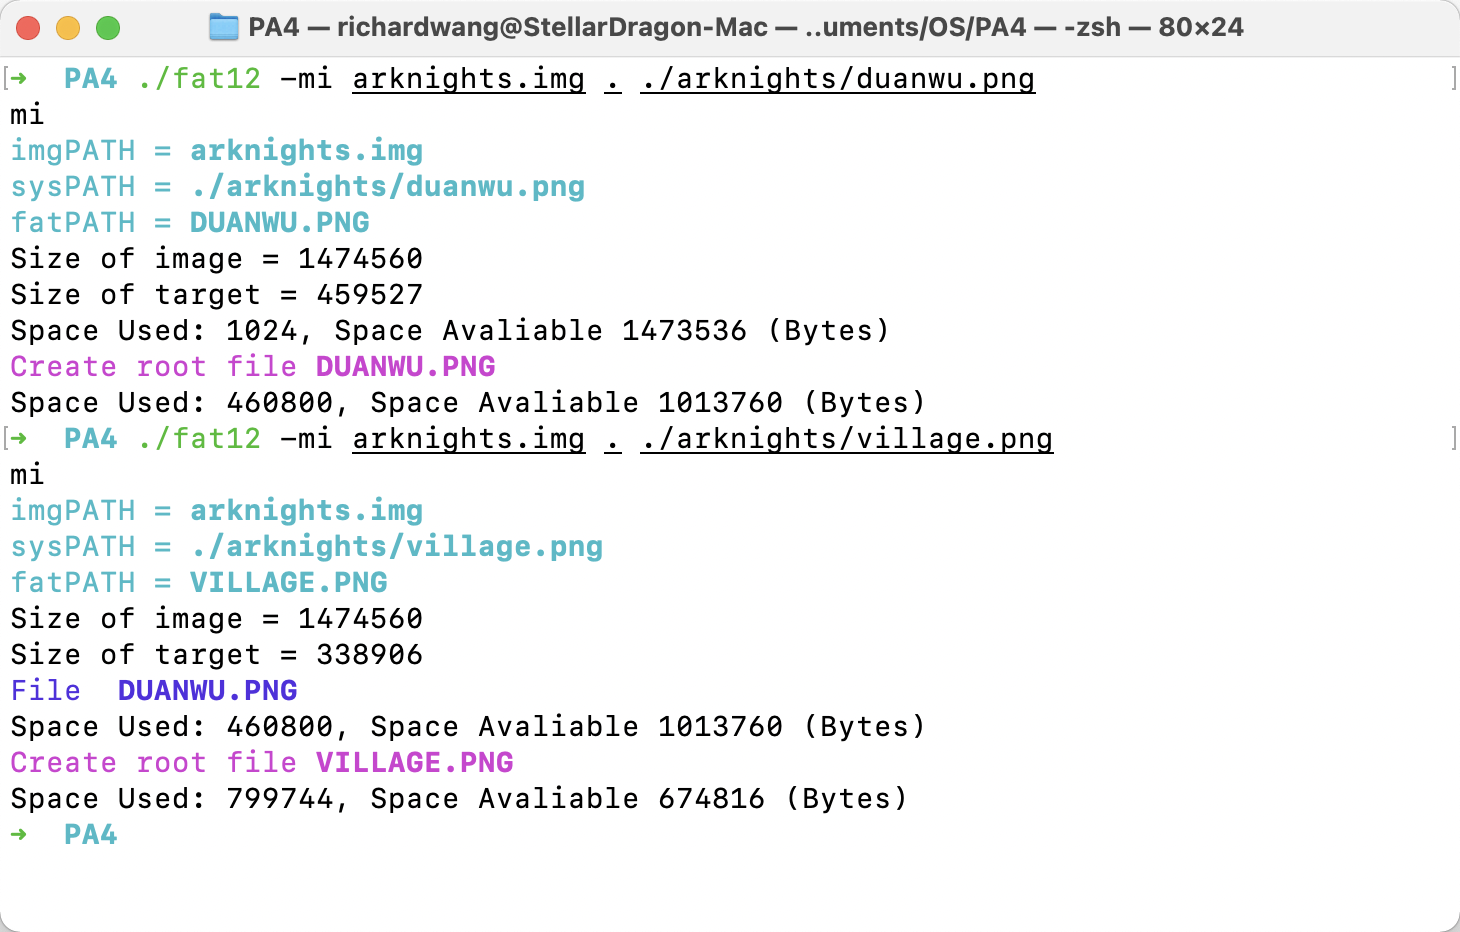 PA4 — richardwang@StellarDragon-Mac — ..uments/OS/PA4 — -zsh — 80×24
[➜  PA4 ./fat12 -mi arknights.img . ./arknights/duanwu.png ]
mi
imgPATH = arknights.img
sysPATH = ./arknights/duanwu.png
fatPATH = DUANWU.PNG
Size of image = 1474560
Size of target = 459527
Space Used: 1024, Space Avaliable 1473536 (Bytes)
Create root file DUANWU.PNG
Space Used: 460800, Space Avaliable 1013760 (Bytes)
[➜  PA4 ./fat12 -mi arknights.img . ./arknights/village.png ]
mi
imgPATH = arknights.img
sysPATH = ./arknights/village.png
fatPATH = VILLAGE.PNG
Size of image = 1474560
Size of target = 338906
File  DUANWU.PNG
Space Used: 460800, Space Avaliable 1013760 (Bytes)
Create root file VILLAGE.PNG
Space Used: 799744, Space Avaliable 674816 (Bytes)
➜  PA4